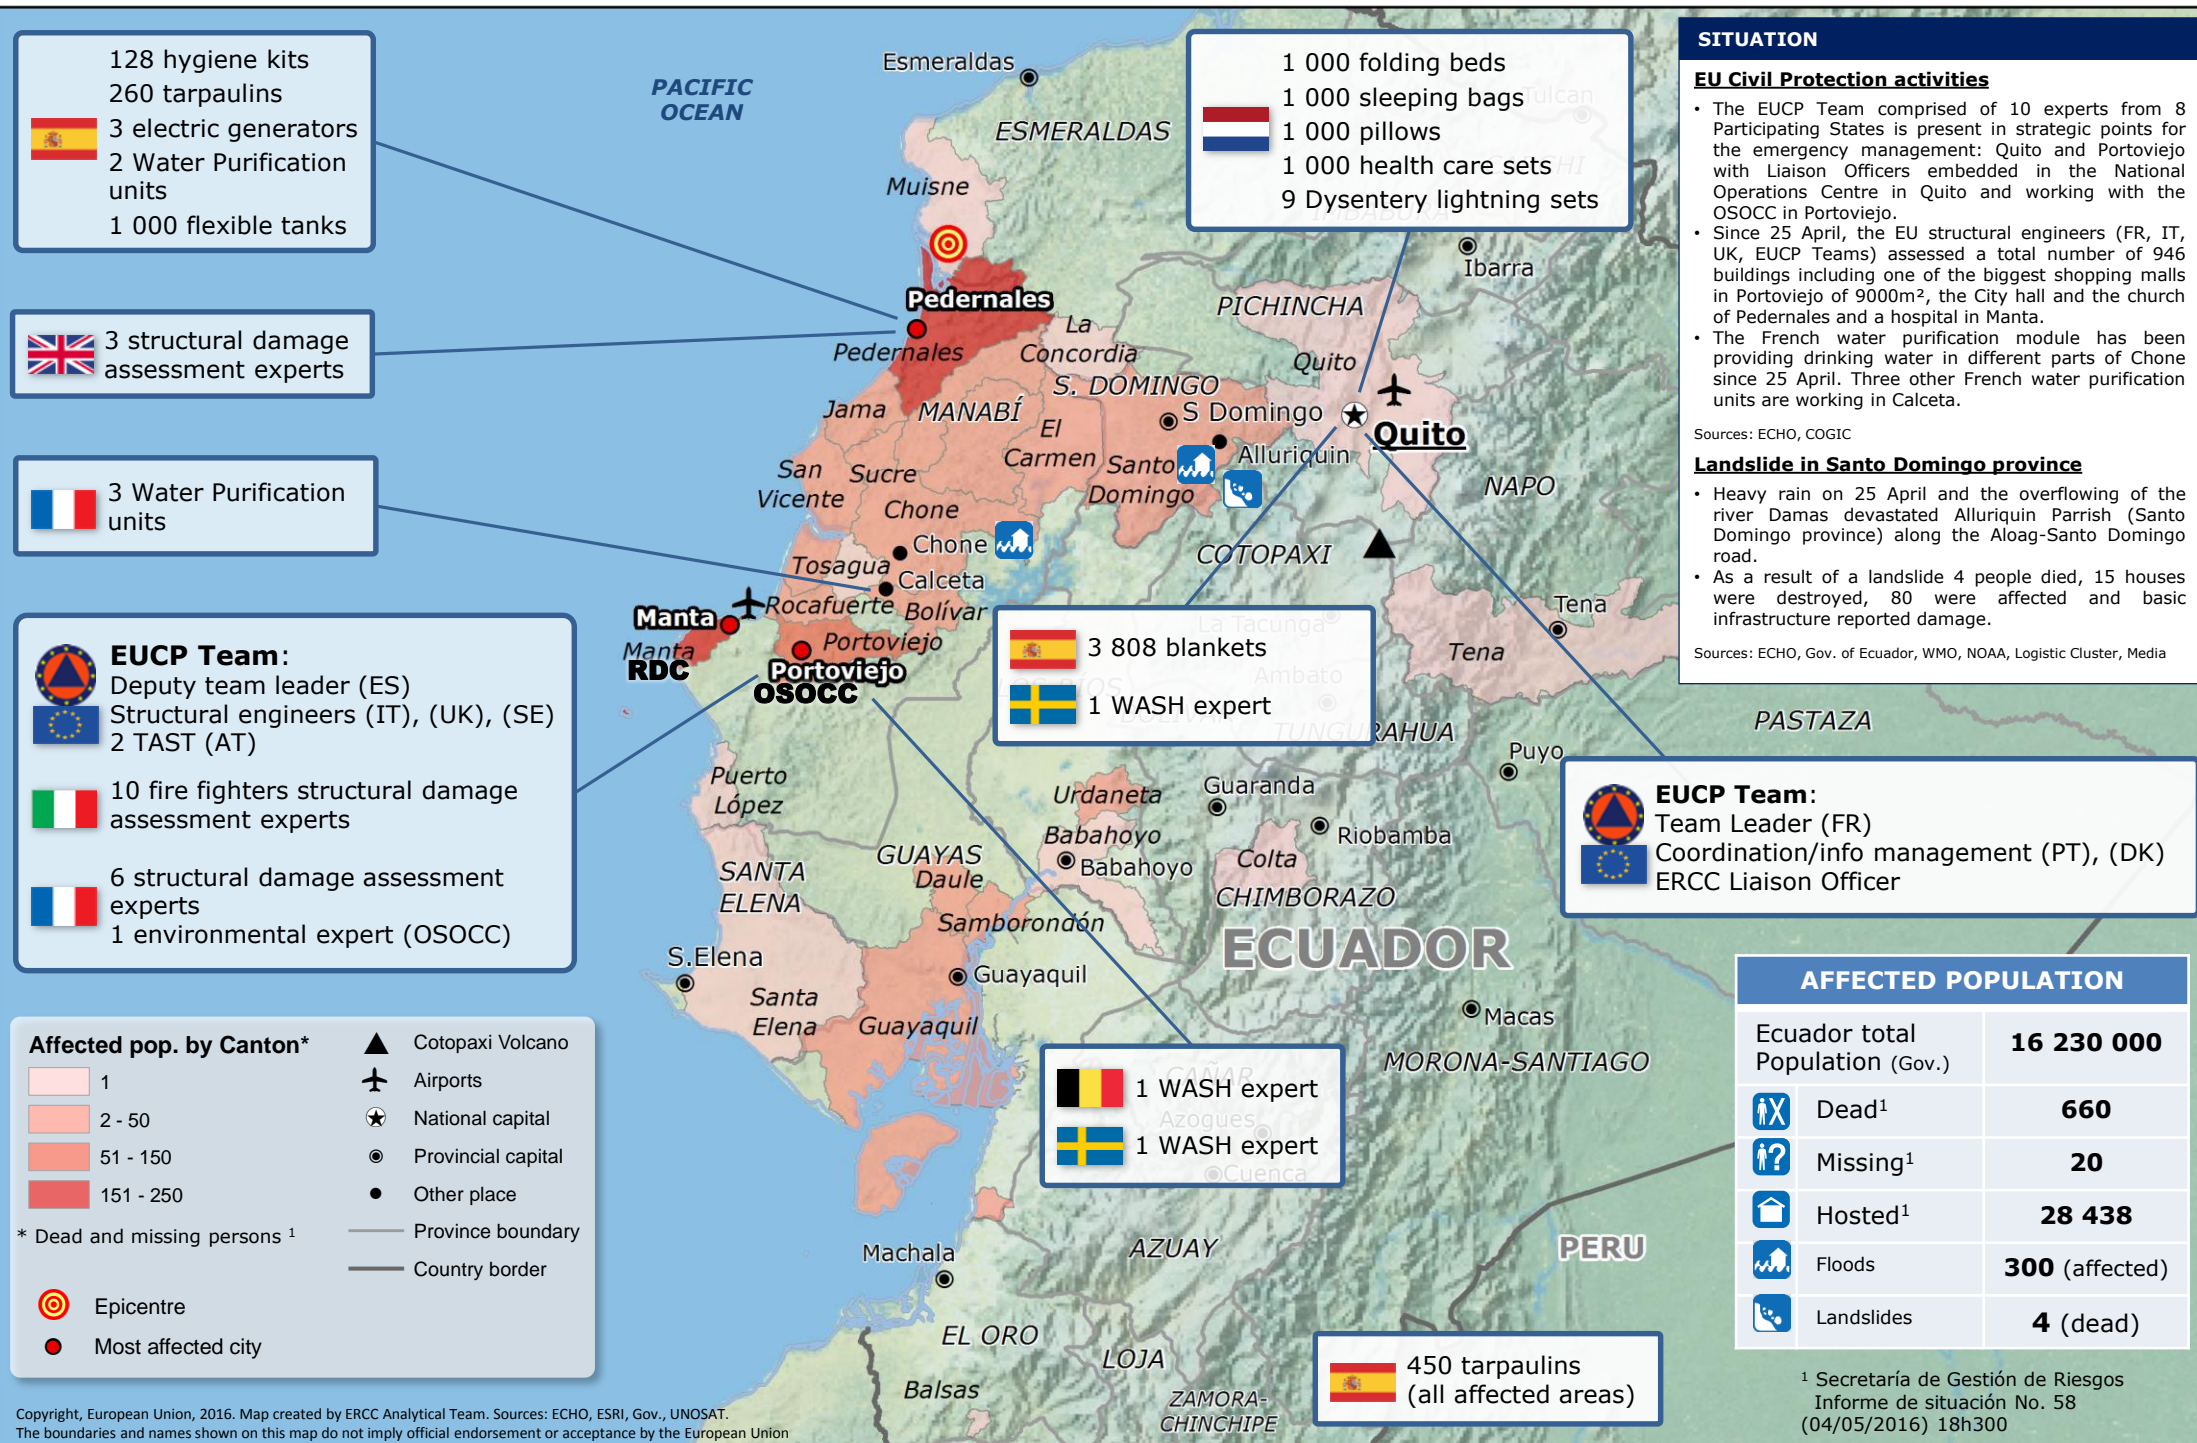 128 hygiene kits
260 tarpaulins
3 electric generators
2 Water Purification
units
1 000 flexible tanks
3 structural damage
assessment experts
3 Water Purification
units
EUCP Team:
Deputy team leader (ES)
Structural engineers (IT), (UK), (SE)
2 TAST (AT)
10 fire fighters structural damage
assessment experts
6 structural damage assessment
experts
1 environmental expert (OSOCC)
PACIFIC
OCEAN
Esmeraldas
ESMERALDAS
Muisne
Pedernales
Pedernales
La
Concordia
Jama
MANABÍ
S. DOMINGO
S Domingo
El
Carmen
Santo
Domingo
Alluriquin
San
Vicente
Sucre
Chone
Chone
Tosagua
Calceta
Rocafuerte
Bolívar
Manta
Manta
RDC
Portoviejo
Portoviejo
OSOCC
1 000 folding beds
1 000 sleeping bags
1 000 pillows
1 000 health care sets
9 Dysentery lightning sets
Tulcan
IMBABURA
Ibarra
PICHINCHA
Quito
Quito
NAPO
COTOPAXI
Tena
Tena
3 808 blankets
1 WASH expert
La Tacunga
Ambato
LOS RÍOS
TUNGURAHUA
Puyo
PASTAZA
Puerto
López
Urdaneta
Guaranda
Babahoyo
Babahoyo
Riobamba
Colta
CHIMBORAZO
GUAYAS
Daule
SANTA
ELENA
Samborondón
ECUADOR
S.Elena
Guayaquil
Santa
Elena
Guayaquil
Macas
MORONA-SANTIAGO
1 WASH expert
1 WASH expert
CAÑAR
Azogues
Cuenca
AZUAY
PERU
Machala
EL ORO
LOJA
Balsas
ZAMORA-
CHINCHIPE
450 tarpaulins
(all affected areas)
EUCP Team:
Team Leader (FR)
Coordination/info management (PT), (DK)
ERCC Liaison Officer
SITUATION
EU Civil Protection activities
• The EUCP Team comprised of 10 experts from 8
Participating States is present in strategic points for
the emergency management: Quito and Portoviejo
with Liaison Officers embedded in the National
Operations Centre in Quito and working with the
OSOCC in Portoviejo.
• Since 25 April, the EU structural engineers (FR, IT,
UK, EUCP Teams) assessed a total number of 946
buildings including one of the biggest shopping malls
in Portoviejo of 9000m², the City hall and the church
of Pedernales and a hospital in Manta.
• The French water purification module has been
providing drinking water in different parts of Chone
since 25 April. Three other French water purification
units are working in Calceta.
Sources: ECHO, COGIC
Landslide in Santo Domingo province
• Heavy rain on 25 April and the overflowing of the
river Damas devastated Alluriquin Parrish (Santo
Domingo province) along the Aloag-Santo Domingo
road.
• As a result of a landslide 4 people died, 15 houses
were destroyed, 80 were affected and basic
infrastructure reported damage.
Sources: ECHO, Gov. of Ecuador, WMO, NOAA, Logistic Cluster, Media
AFFECTED POPULATION
Ecuador total
Population (Gov.) 16 230 000
Dead¹ 660
Missing¹ 20
Hosted¹ 28 438
Floods 300 (affected)
Landslides 4 (dead)
¹ Secretaría de Gestión de Riesgos
Informe de situación No. 58
(04/05/2016) 18h300
Affected pop. by Canton*
1
2 - 50
51 - 150
151 - 250
* Dead and missing persons ¹
Epicentre
Most affected city
Cotopaxi Volcano
Airports
National capital
Provincial capital
Other place
Province boundary
Country border
Copyright, European Union, 2016. Map created by ERCC Analytical Team. Sources: ECHO, ESRI, Gov., UNOSAT.
The boundaries and names shown on this map do not imply official endorsement or acceptance by the European Union